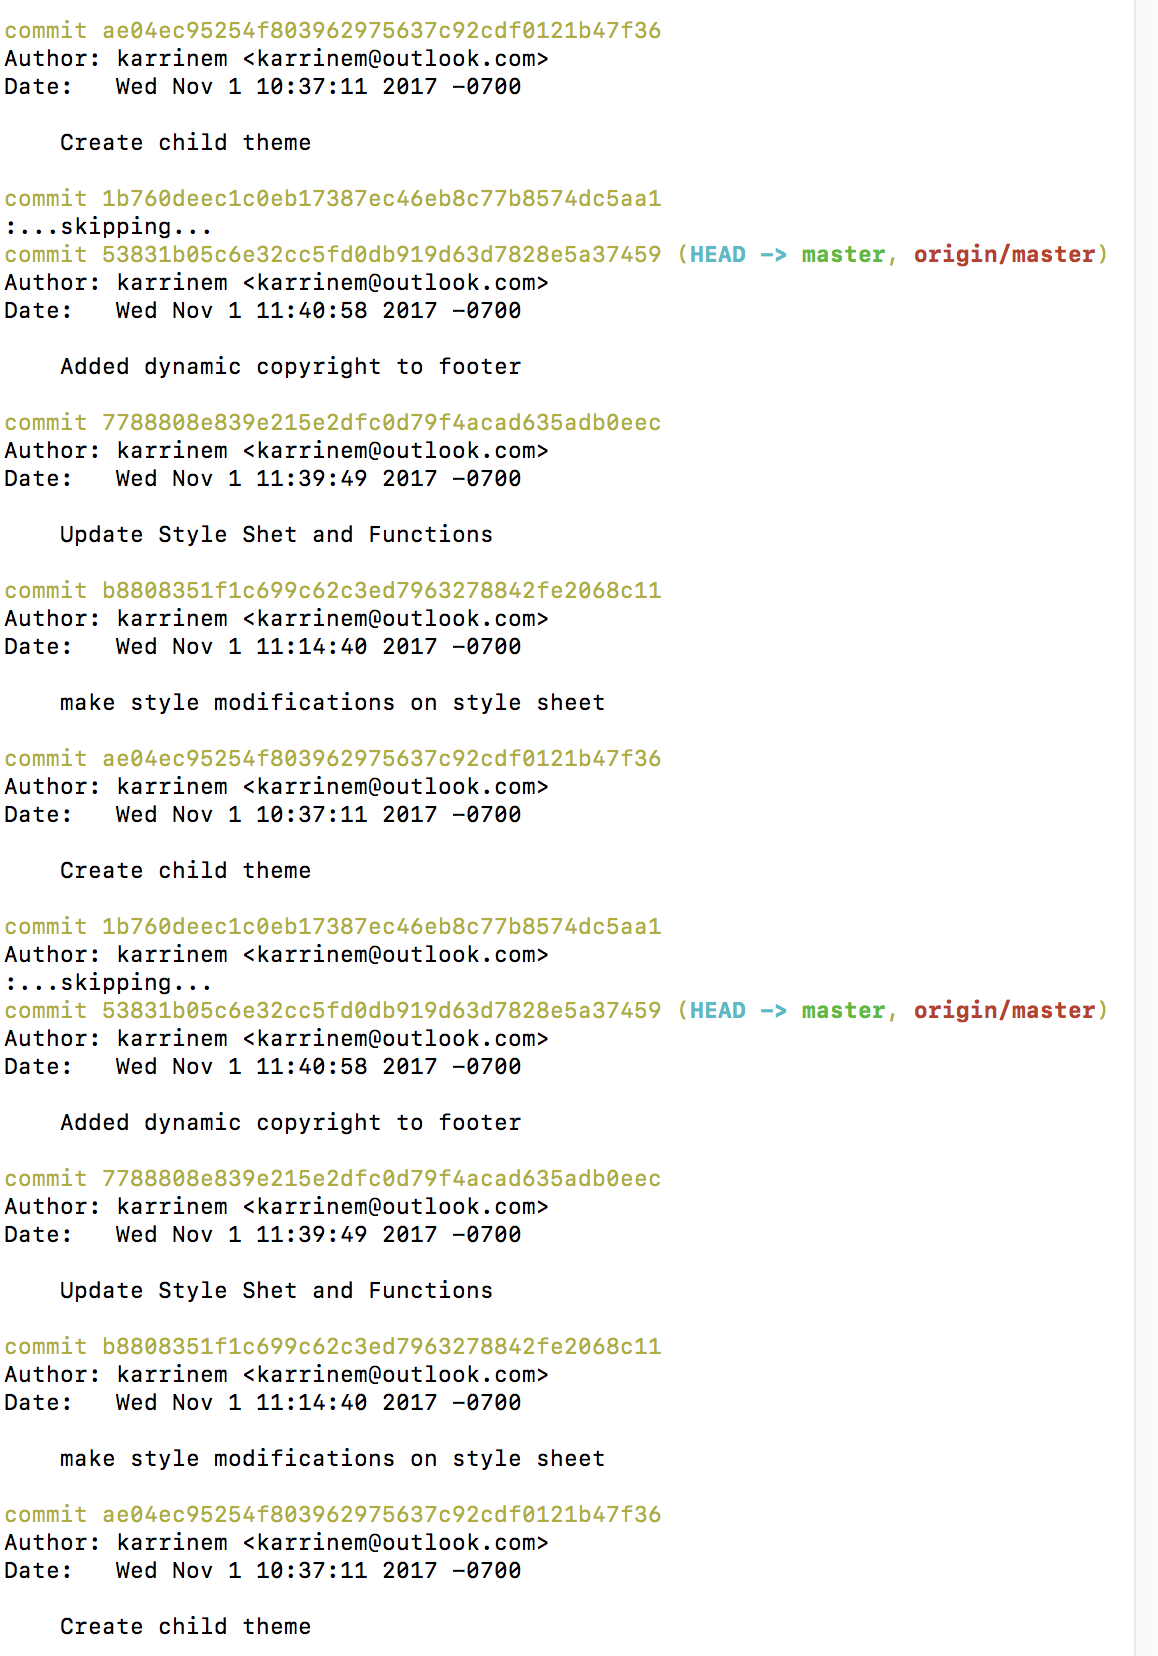 commit ae04ec95254f803962975637c92cdf0121b47f36
Author: karrinem <karrinem@outlook.com>
Date:   Wed Nov 1 10:37:11 2017 -0700
    Create child theme
commit 1b760deec1c0eb17387ec46eb8c77b8574dc5aa1
:...skipping...
commit 53831b05c6e32cc5fd0db919d63d7828e5a37459 (HEAD -> master, origin/master)
Author: karrinem <karrinem@outlook.com>
Date:   Wed Nov 1 11:40:58 2017 -0700
    Added dynamic copyright to footer
commit 7788808e839e215e2dfc0d79f4acad635adb0eec
Author: karrinem <karrinem@outlook.com>
Date:   Wed Nov 1 11:39:49 2017 -0700
    Update Style Shet and Functions
commit b8808351f1c699c62c3ed7963278842fe2068c11
Author: karrinem <karrinem@outlook.com>
Date:   Wed Nov 1 11:14:40 2017 -0700
    make style modifications on style sheet
commit ae04ec95254f803962975637c92cdf0121b47f36
Author: karrinem <karrinem@outlook.com>
Date:   Wed Nov 1 10:37:11 2017 -0700
    Create child theme
commit 1b760deec1c0eb17387ec46eb8c77b8574dc5aa1
Author: karrinem <karrinem@outlook.com>
:...skipping...
commit 53831b05c6e32cc5fd0db919d63d7828e5a37459 (HEAD -> master, origin/master)
Author: karrinem <karrinem@outlook.com>
Date:   Wed Nov 1 11:40:58 2017 -0700
    Added dynamic copyright to footer
commit 7788808e839e215e2dfc0d79f4acad635adb0eec
Author: karrinem <karrinem@outlook.com>
Date:   Wed Nov 1 11:39:49 2017 -0700
    Update Style Shet and Functions
commit b8808351f1c699c62c3ed7963278842fe2068c11
Author: karrinem <karrinem@outlook.com>
Date:   Wed Nov 1 11:14:40 2017 -0700
    make style modifications on style sheet
commit ae04ec95254f803962975637c92cdf0121b47f36
Author: karrinem <karrinem@outlook.com>
Date:   Wed Nov 1 10:37:11 2017 -0700
    Create child theme